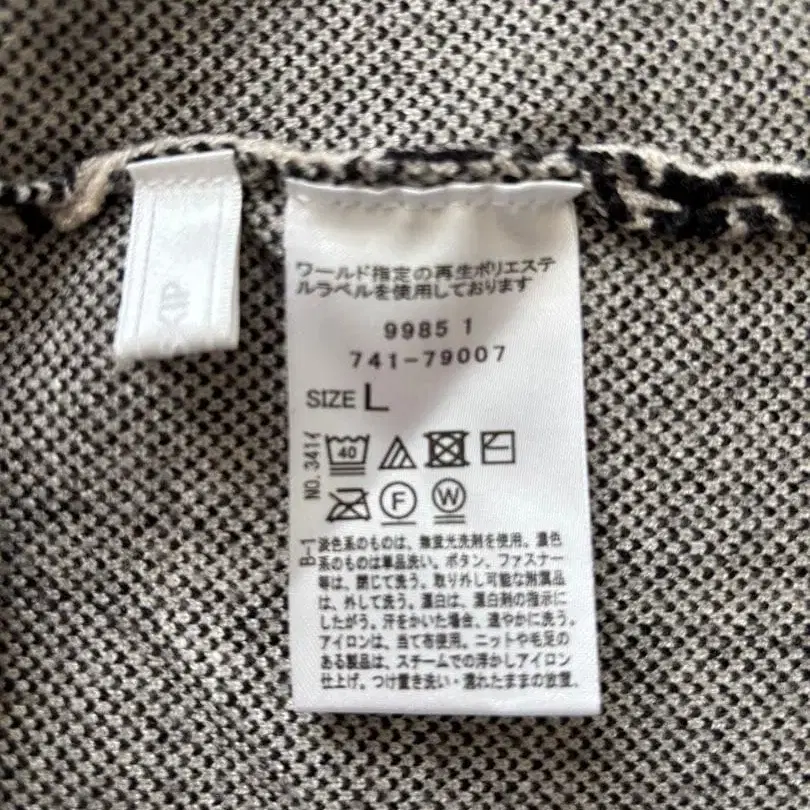 ワールド指定の再生ポリエステ
ルラベルを使用しております
9985 1
741-79007
SIZE L
NO.341イ
40
F
W
B-1
淡色系のものは、無蛍光洗剤を使用。濃色
系のものは単品洗い。ボタン、ファスナー
等は、閉じて洗う。取り外し可能な附属品
は、外して洗う。漂白は、漂白剤の指示に
したがう。汗をかいた場合、速やかに洗う。
アイロンは、当て布使用。ニットや毛足の
ある製品は、スチームでの浮かしアイロン
仕上げ。つけ置き洗い・濡れたままの放置、